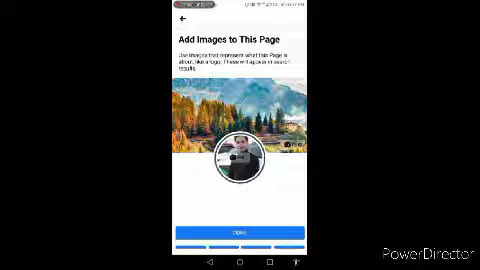 Add Images to This Page
Use images that represent what this Page is
about, like a logo. These will appear in search
results.
DONE
PowerDirector